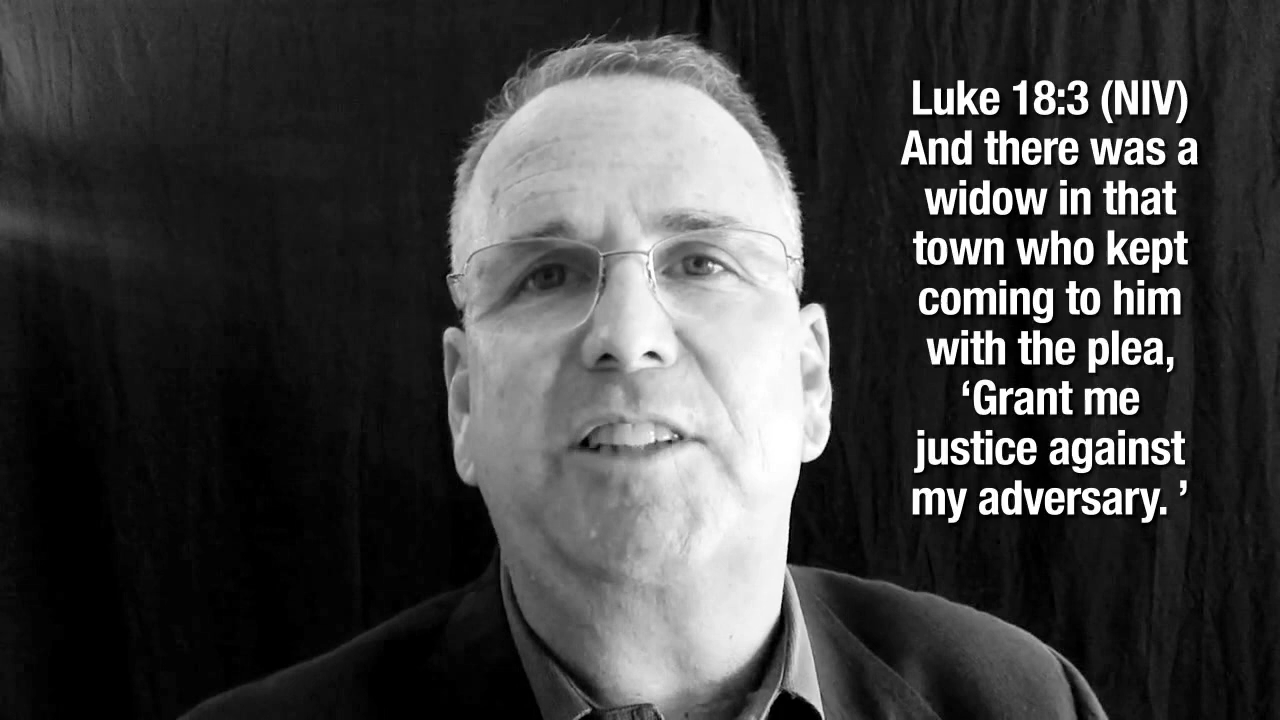 Luke 18:3 (NIV)
And there was a
widow in that
town who kept
coming to him
with the plea,
‘Grant me
justice against
my adversary. ’